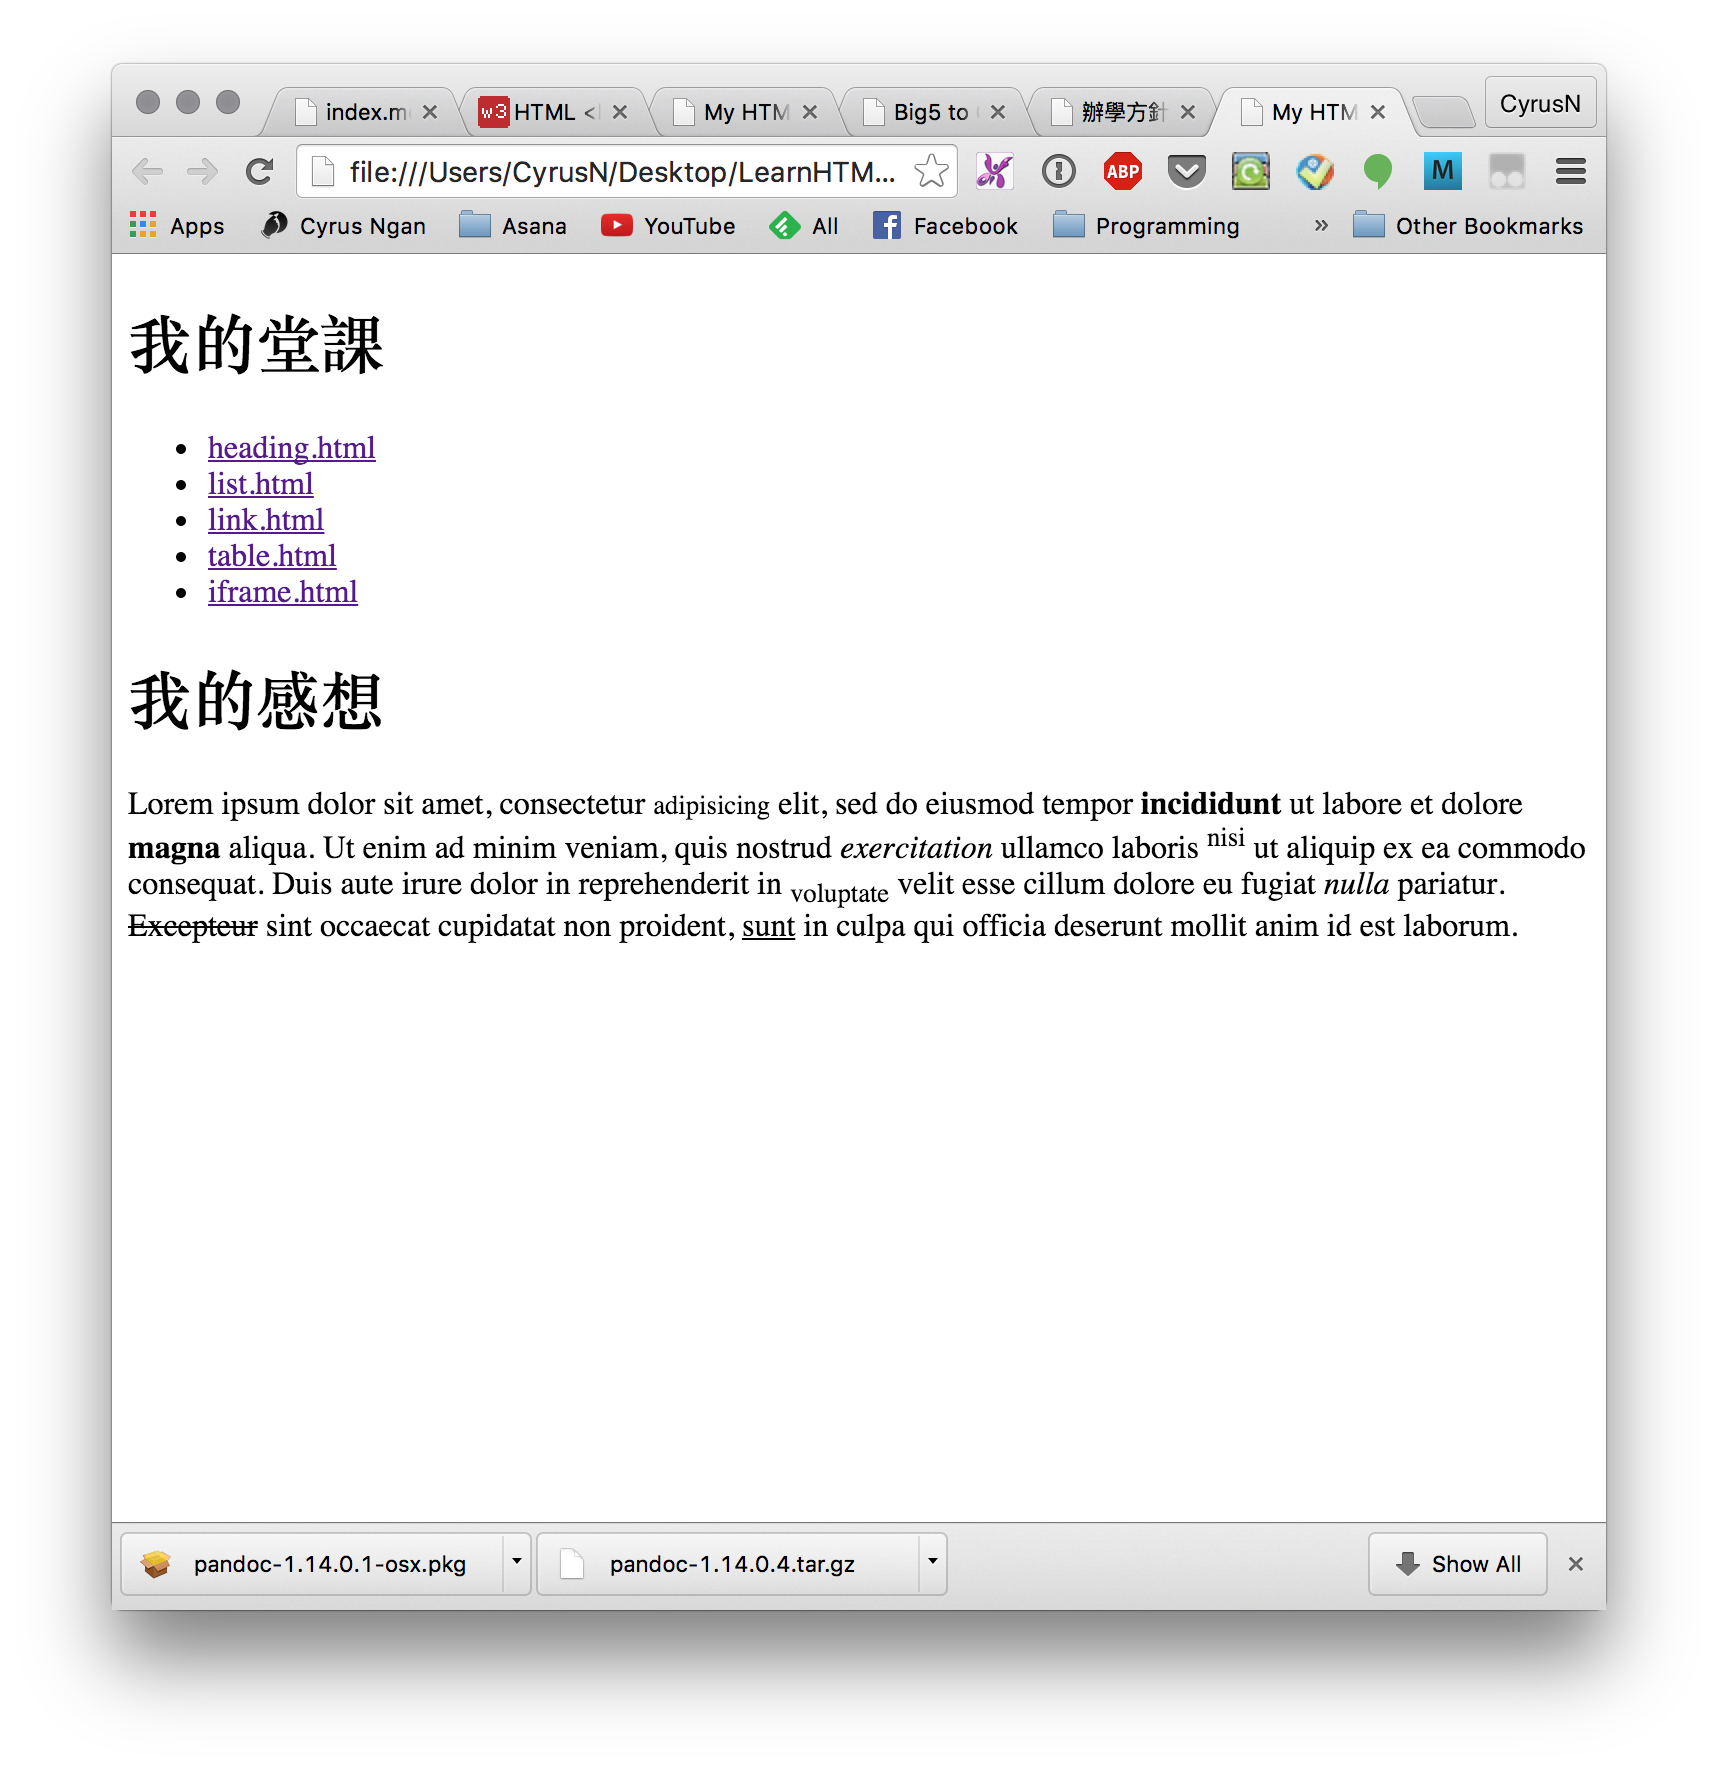 index.m
w3 HTML <
My HTM
Big5 to
辦學方針
My HTM
CyrusN
file:///Users/CyrusN/Desktop/LearnHTM...
ABP
M
Apps
Cyrus Ngan
Asana
YouTube
All
Facebook
Programming
»
Other Bookmarks
我的堂課
• heading.html
• list.html
• link.html
• table.html
• iframe.html
我的感想
Lorem ipsum dolor sit amet, consectetur adipisicing elit, sed do eiusmod tempor incididunt ut labore et dolore
magna aliqua. Ut enim ad minim veniam, quis nostrud exercitation ullamco laboris nisi ut aliquip ex ea commodo
consequat. Duis aute irure dolor in reprehenderit in voluptate velit esse cillum dolore eu fugiat nulla pariatur.
Excepteur sint occaecat cupidatat non proident, sunt in culpa qui officia deserunt mollit anim id est laborum.
pandoc-1.14.0.1-osx.pkg
pandoc-1.14.0.4.tar.gz
Show All